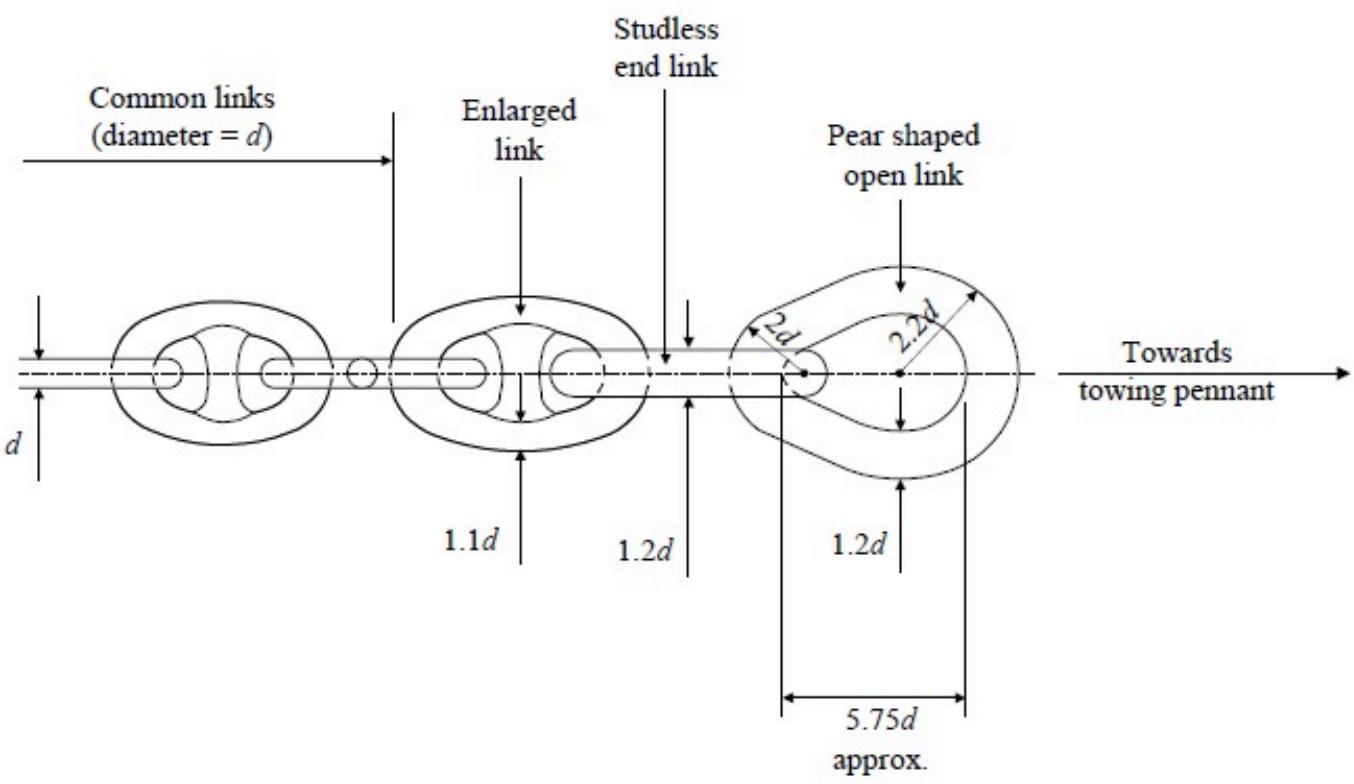 Studless
end link
Common links
(diameter = d)
Enlarged
link
Pear shaped
open link
2d
2.2d
Towards
towing pennant
d
1.1d
1.2d
1.2d
5.75d
approx.